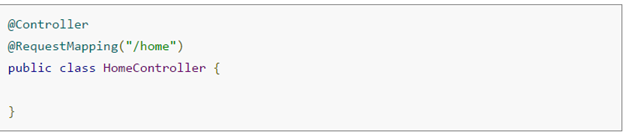 @Controller
@RequestMapping("/home")
public class HomeController {
}